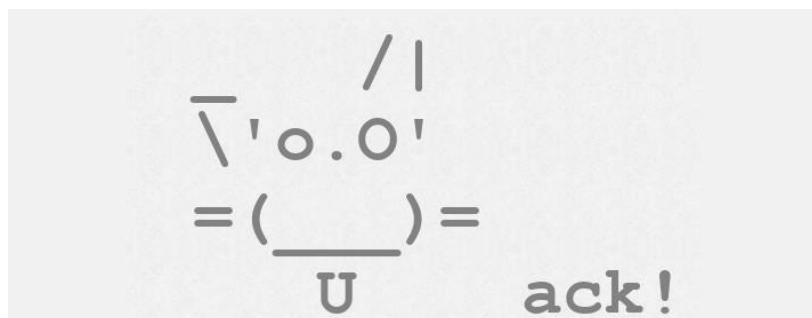 /|
_
\'o.O'
=(___)=
   U    ack!